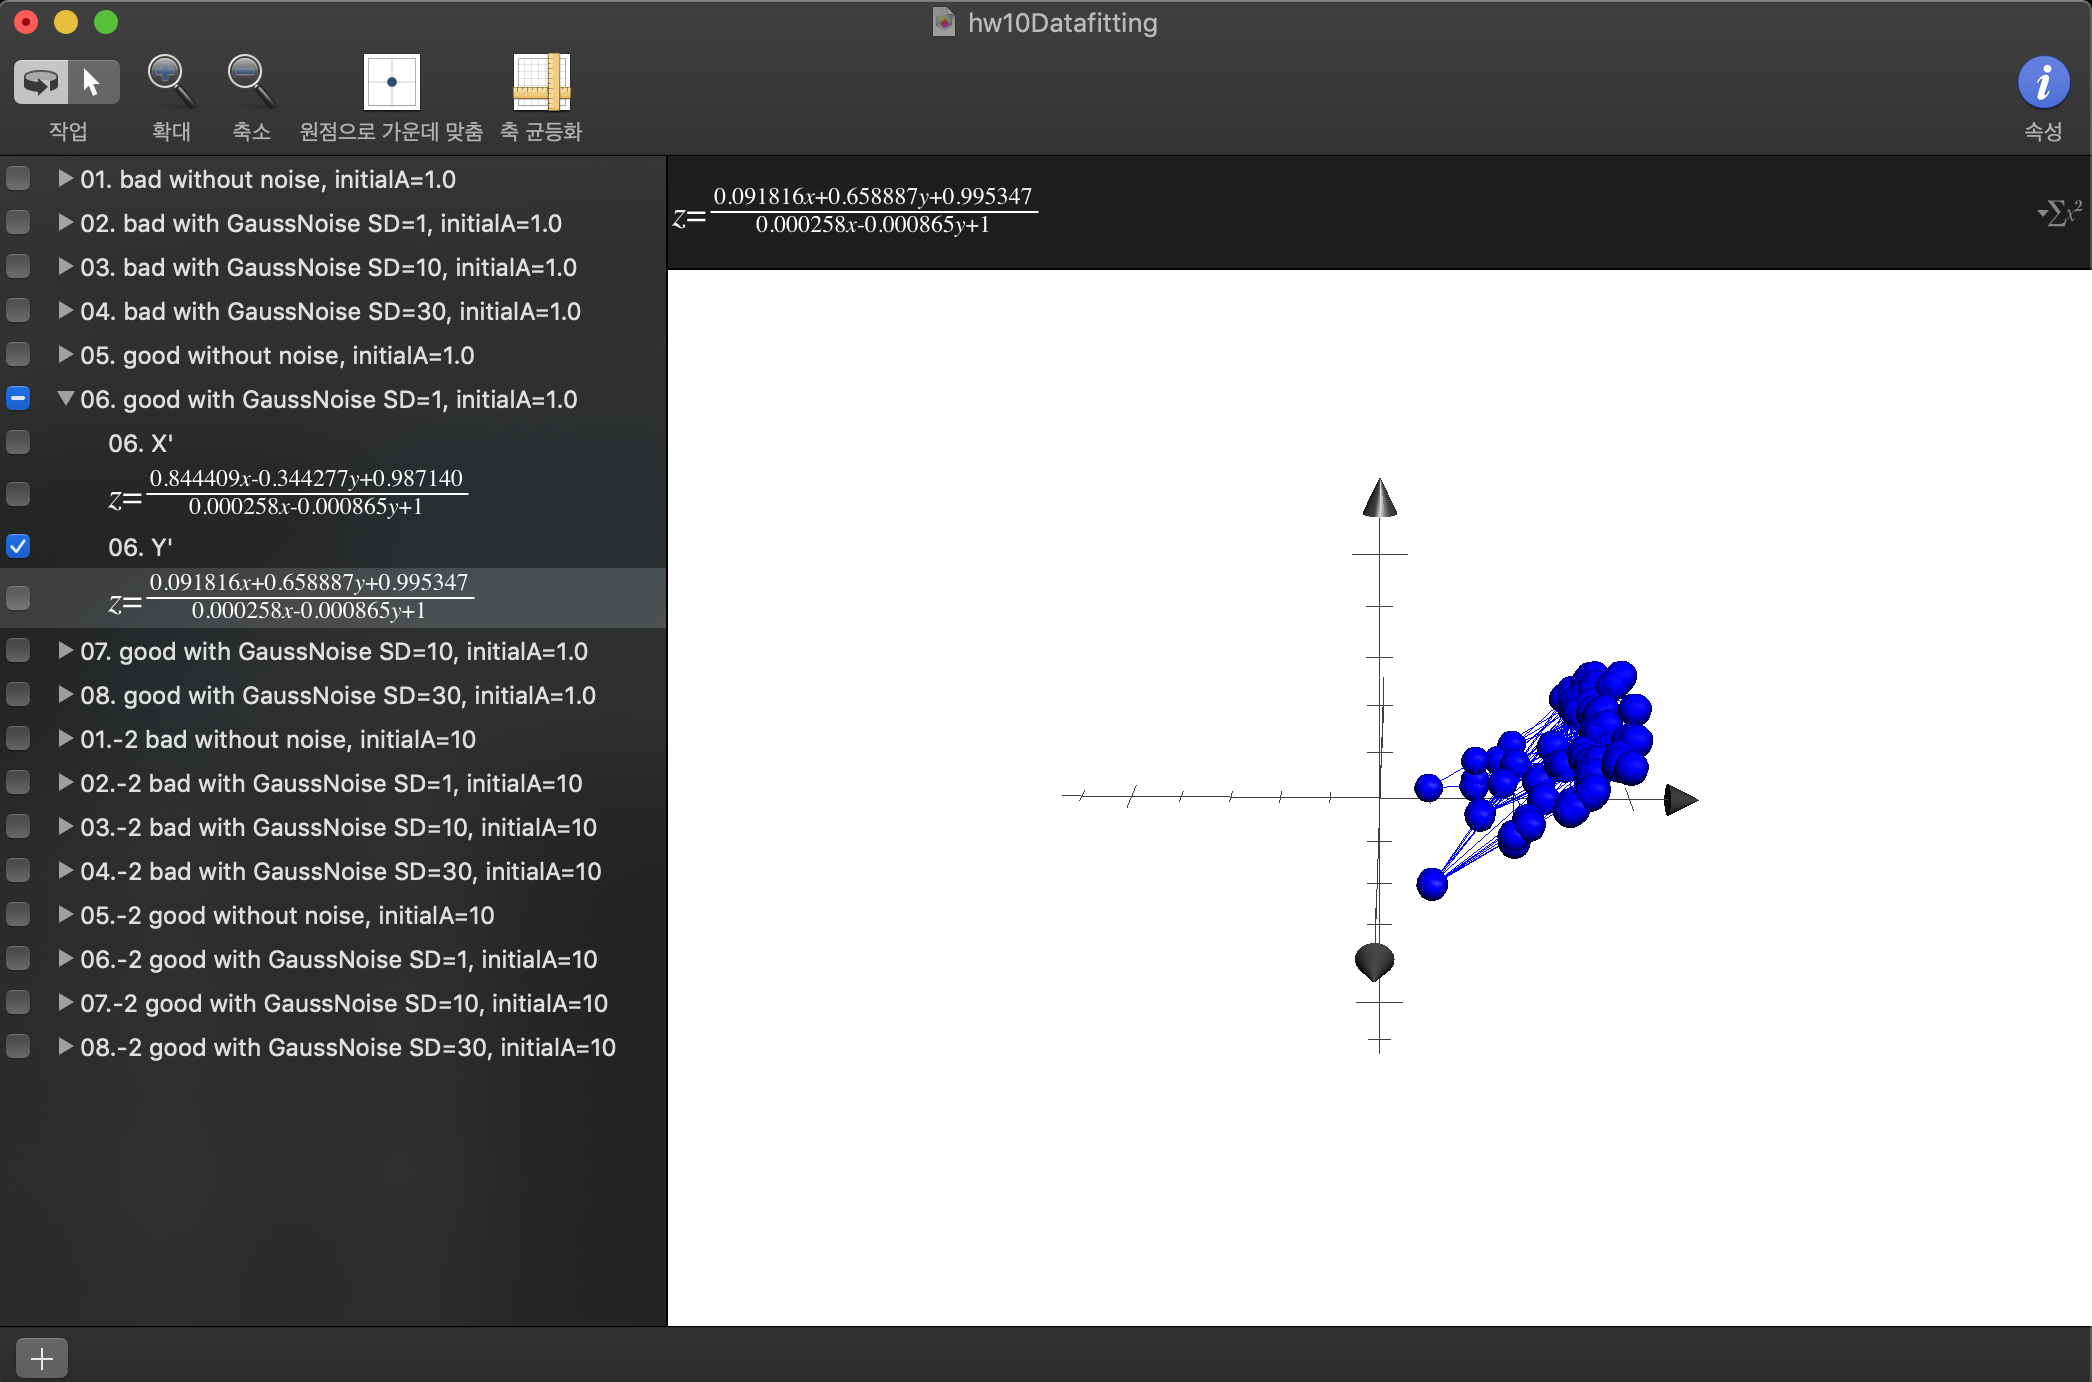 hw10Datafitting
작업 확대 축소 원점으로 가운데 맞춤 축 균등화 속성
01. bad without noise, initialA=1.0
02. bad with GaussNoise SD=1, initialA=1.0
03. bad with GaussNoise SD=10, initialA=1.0
04. bad with GaussNoise SD=30, initialA=1.0
05. good without noise, initialA=1.0
06. good with GaussNoise SD=1, initialA=1.0
06. X'
0.844409x-0.344277y+0.987140
z=
0.000258x-0.000865y+1
06. Y'
0.091816x+0.658887y+0.995347
z=
0.000258x-0.000865y+1
07. good with GaussNoise SD=10, initialA=1.0
08. good with GaussNoise SD=30, initialA=1.0
01.-2 bad without noise, initialA=10
02.-2 bad with GaussNoise SD=1, initialA=10
03.-2 bad with GaussNoise SD=10, initialA=10
04.-2 bad with GaussNoise SD=30, initialA=10
05.-2 good without noise, initialA=10
06.-2 good with GaussNoise SD=1, initialA=10
07.-2 good with GaussNoise SD=10, initialA=10
08.-2 good with GaussNoise SD=30, initialA=10
0.091816x+0.658887y+0.995347
z=
0.000258x-0.000865y+1
Σx²